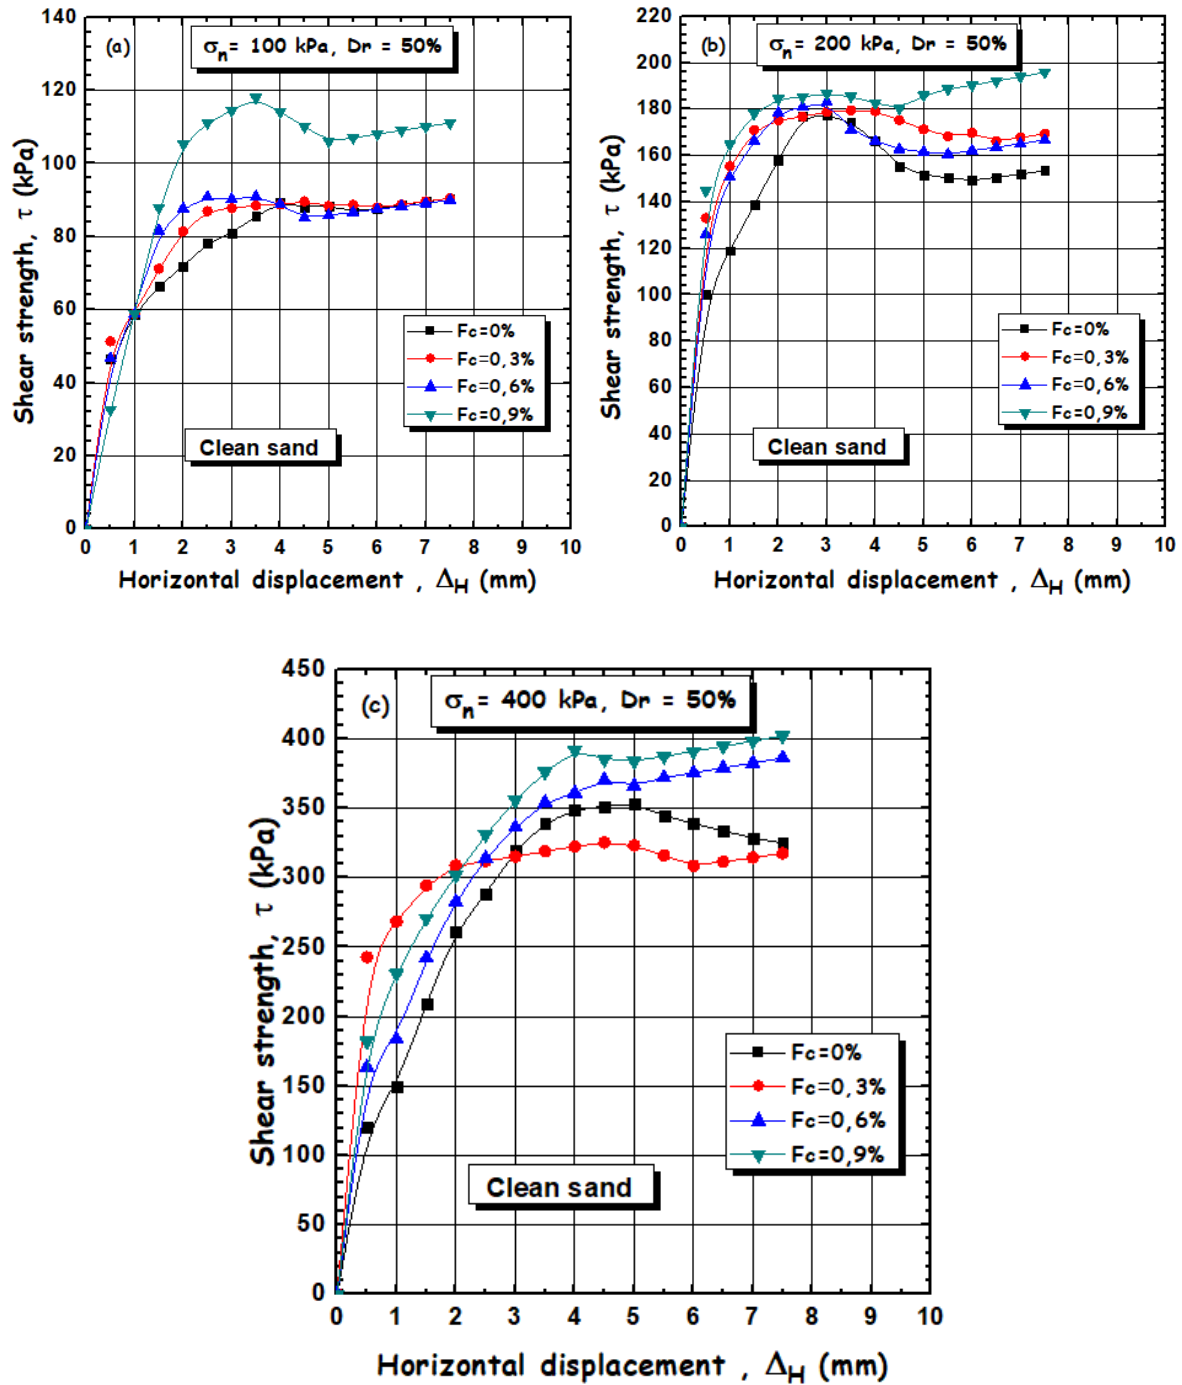 (a)
σn= 100 kPa, Dr = 50%
140
120
100
80
60
40
20
0
Shear strength, τ (kPa)
Fc=0%
Fc=0,3%
Fc=0,6%
Fc=0,9%
Clean sand
0 1 2 3 4 5 6 7 8 9 10
Horizontal displacement , ΔH (mm)
(b)
σn= 200 kPa, Dr = 50%
220
200
180
160
140
120
100
80
60
40
20
0
Shear strength, τ (kPa)
Fc=0%
Fc=0,3%
Fc=0,6%
Fc=0,9%
Clean sand
0 1 2 3 4 5 6 7 8 9 10
Horizontal displacement , ΔH (mm)
(c)
σn= 400 kPa, Dr = 50%
450
400
350
300
250
200
150
100
50
0
Shear strength, τ (kPa)
Fc=0%
Fc=0,3%
Fc=0,6%
Fc=0,9%
Clean sand
0 1 2 3 4 5 6 7 8 9 10
Horizontal displacement , ΔH (mm)